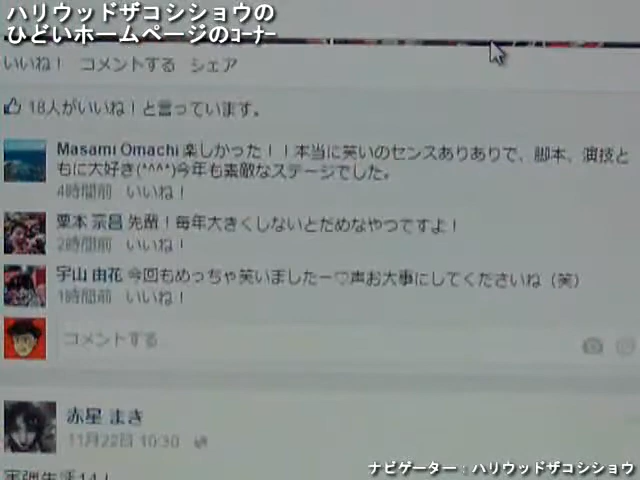 ハリウッドザコシショウの
ひどいホームページのｺｰﾅｰ
いいね！ コメントする シェア
18人がいいね！と言っています。
Masami Omachi 楽しかった！！本当に笑いのセンスありありで、脚本、演技と
もに大好き(*^^^*)今年も素敵なステージでした。
4時間前 いいね！
栗本 宗昌 先輩！毎年大きくしないとだめなやつですよ！
2時間前 いいね！
宇山 由花 今回もめっちゃ笑いましたー♡声お大事にしてくださいね（笑）
1時間前 いいね！
コメントする
赤星 まき
11月22日 10:30
ナビゲーター：ハリウッドザコシショウ